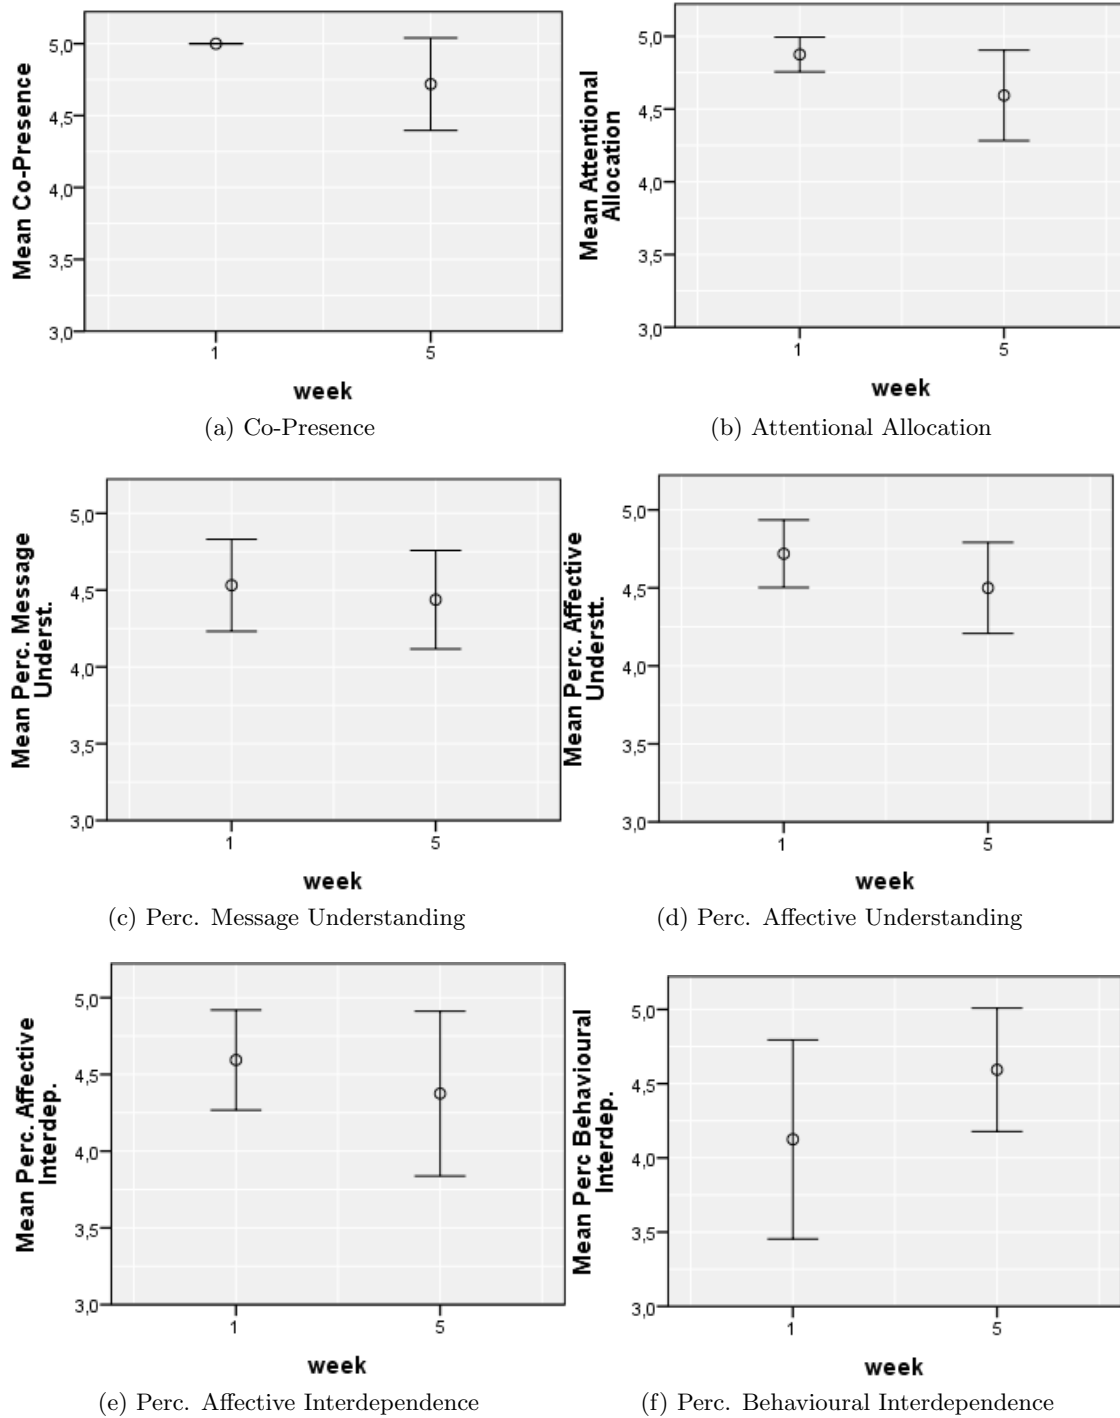 Mean Co-Presence
5,0
4,5
4,0
3,5
3,0
1
5
week
(a) Co-Presence
Mean Attentional
Allocation
5,0
4,5
4,0
3,5
3,0
1
5
week
(b) Attentional Allocation
Mean Perc. Message
Underst.
5,0
4,5
4,0
3,5
3,0
1
5
week
(c) Perc. Message Understanding
Mean Perc. Affective
Understt.
5,0
4,5
4,0
3,5
3,0
1
5
week
(d) Perc. Affective Understanding
Mean Perc. Affective
Interdep.
5,0
4,5
4,0
3,5
3,0
1
5
week
(e) Perc. Affective Interdependence
Mean Perc Behavioural
Interdep.
5,0
4,5
4,0
3,5
3,0
1
5
week
(f) Perc. Behavioural Interdependence